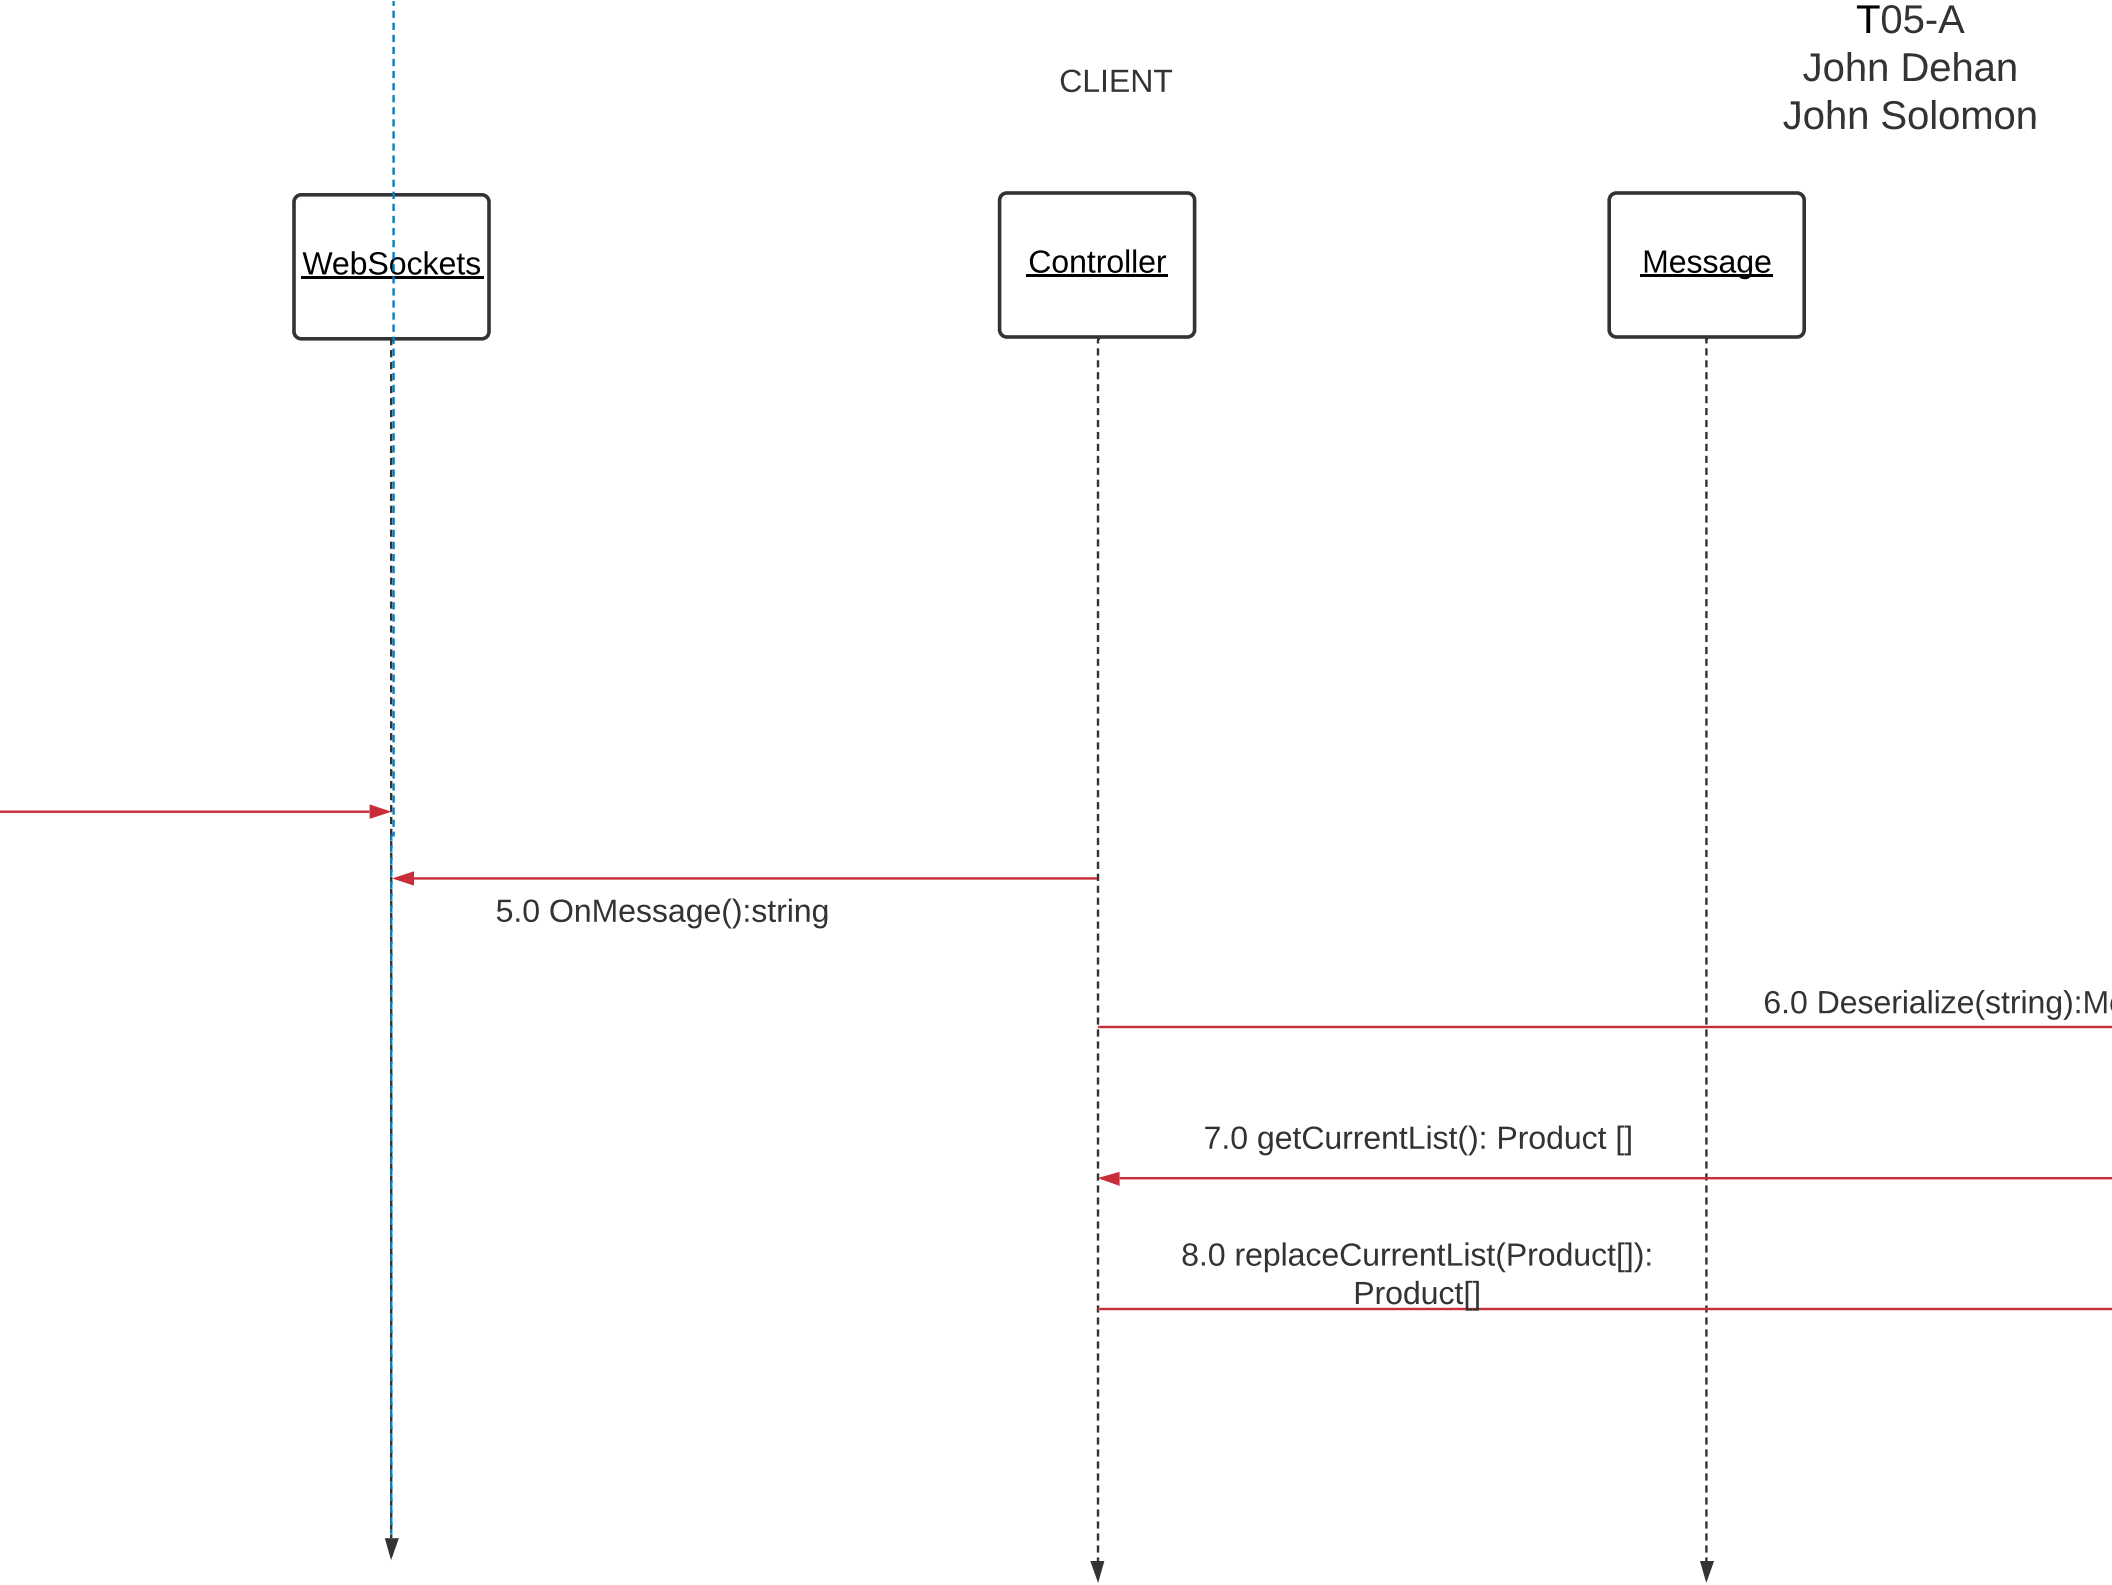 T05-A
John Dehan
John Solomon
CLIENT
WebSockets
Controller
Message
5.0 OnMessage():string
6.0 Deserialize(string):M
7.0 getCurrentList(): Product []
8.0 replaceCurrentList(Product[]):
Product[]